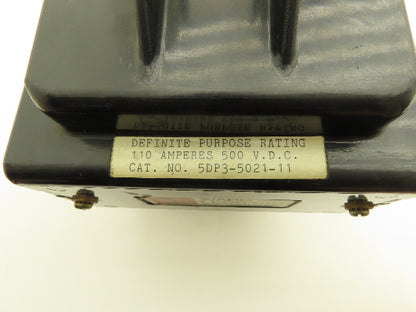 DEFINITE PURPOSE RATING
110 AMPERES 500 V.D.C.
CAT. NO. 5DP3-5021-11